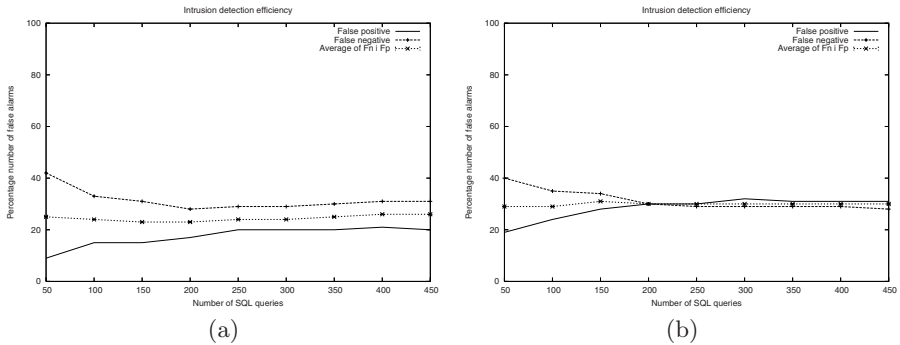 Intrusion detection efficiency
False positive
False negative
Average of Fn i Fp
Percentage number of false alarms
100
80
60
40
20
0
50 100 150 200 250 300 350 400 450
Number of SQL queries
(a)
Intrusion detection efficiency
False positive
False negative
Average of Fn i Fp
Percentage number of false alarms
100
80
60
40
20
0
50 100 150 200 250 300 350 400 450
Number of SQL queries
(b)